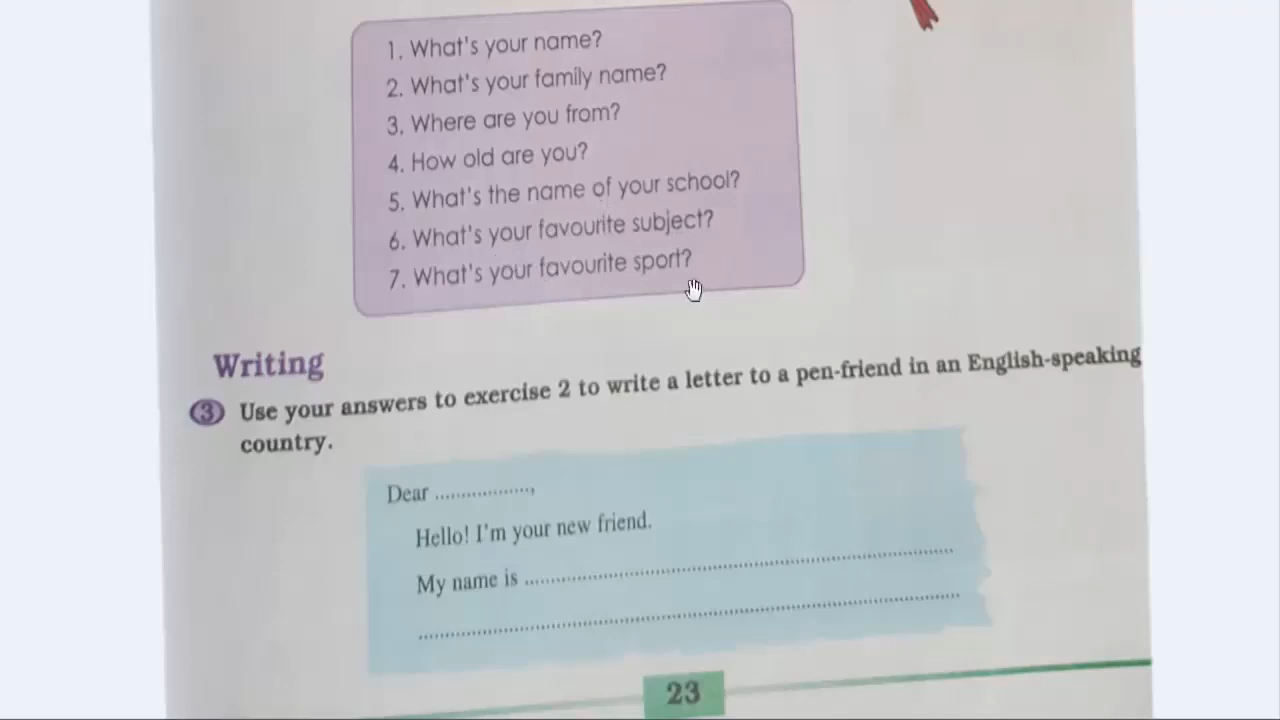 1. What's your name?
2. What's your family name?
3. Where are you from?
4. How old are you?
5. What's the name of your school?
6. What's your favourite subject?
7. What's your favourite sport?
Writing
3 Use your answers to exercise 2 to write a letter to a pen-friend in an English-speaking
country.
Dear ..................,
Hello! I'm your new friend.
My name is ..........................................................................
..........................................................................................
23